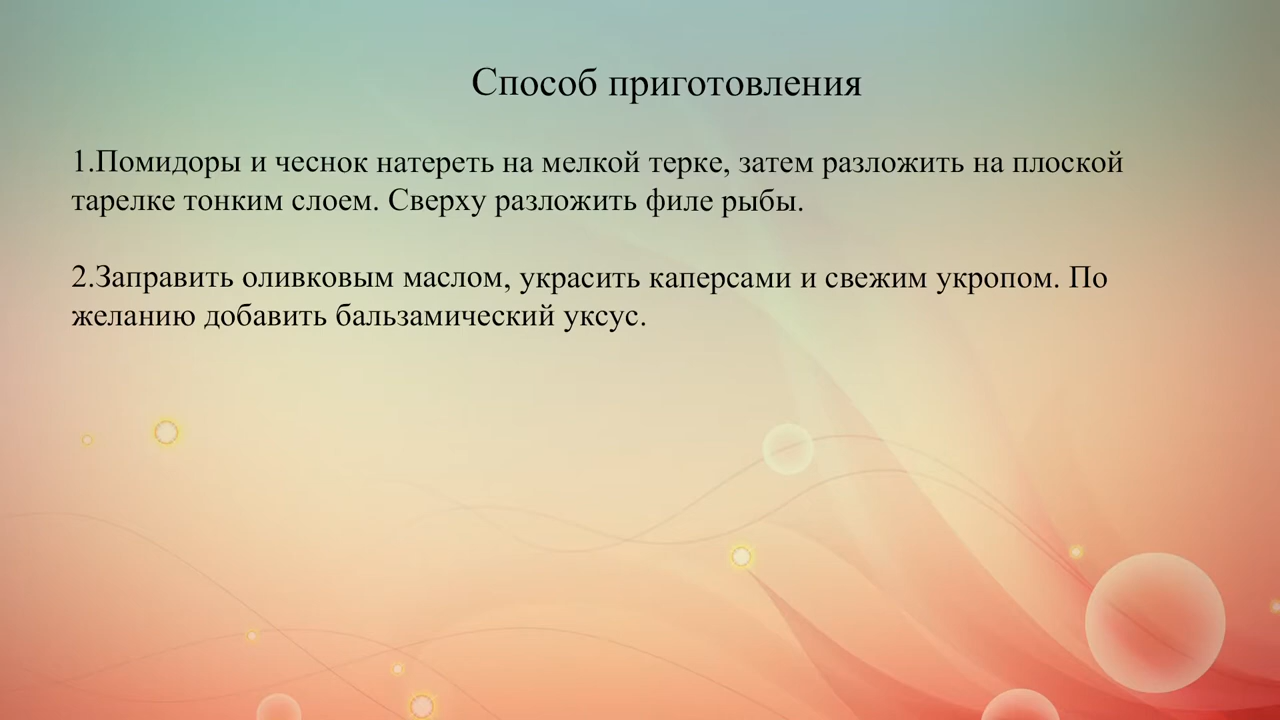 Способ приготовления
1.Помидоры и чеснок натереть на мелкой терке, затем разложить на плоской
тарелке тонким слоем. Сверху разложить филе рыбы.
2.Заправить оливковым маслом, украсить каперсами и свежим укропом. По
желанию добавить бальзамический уксус.